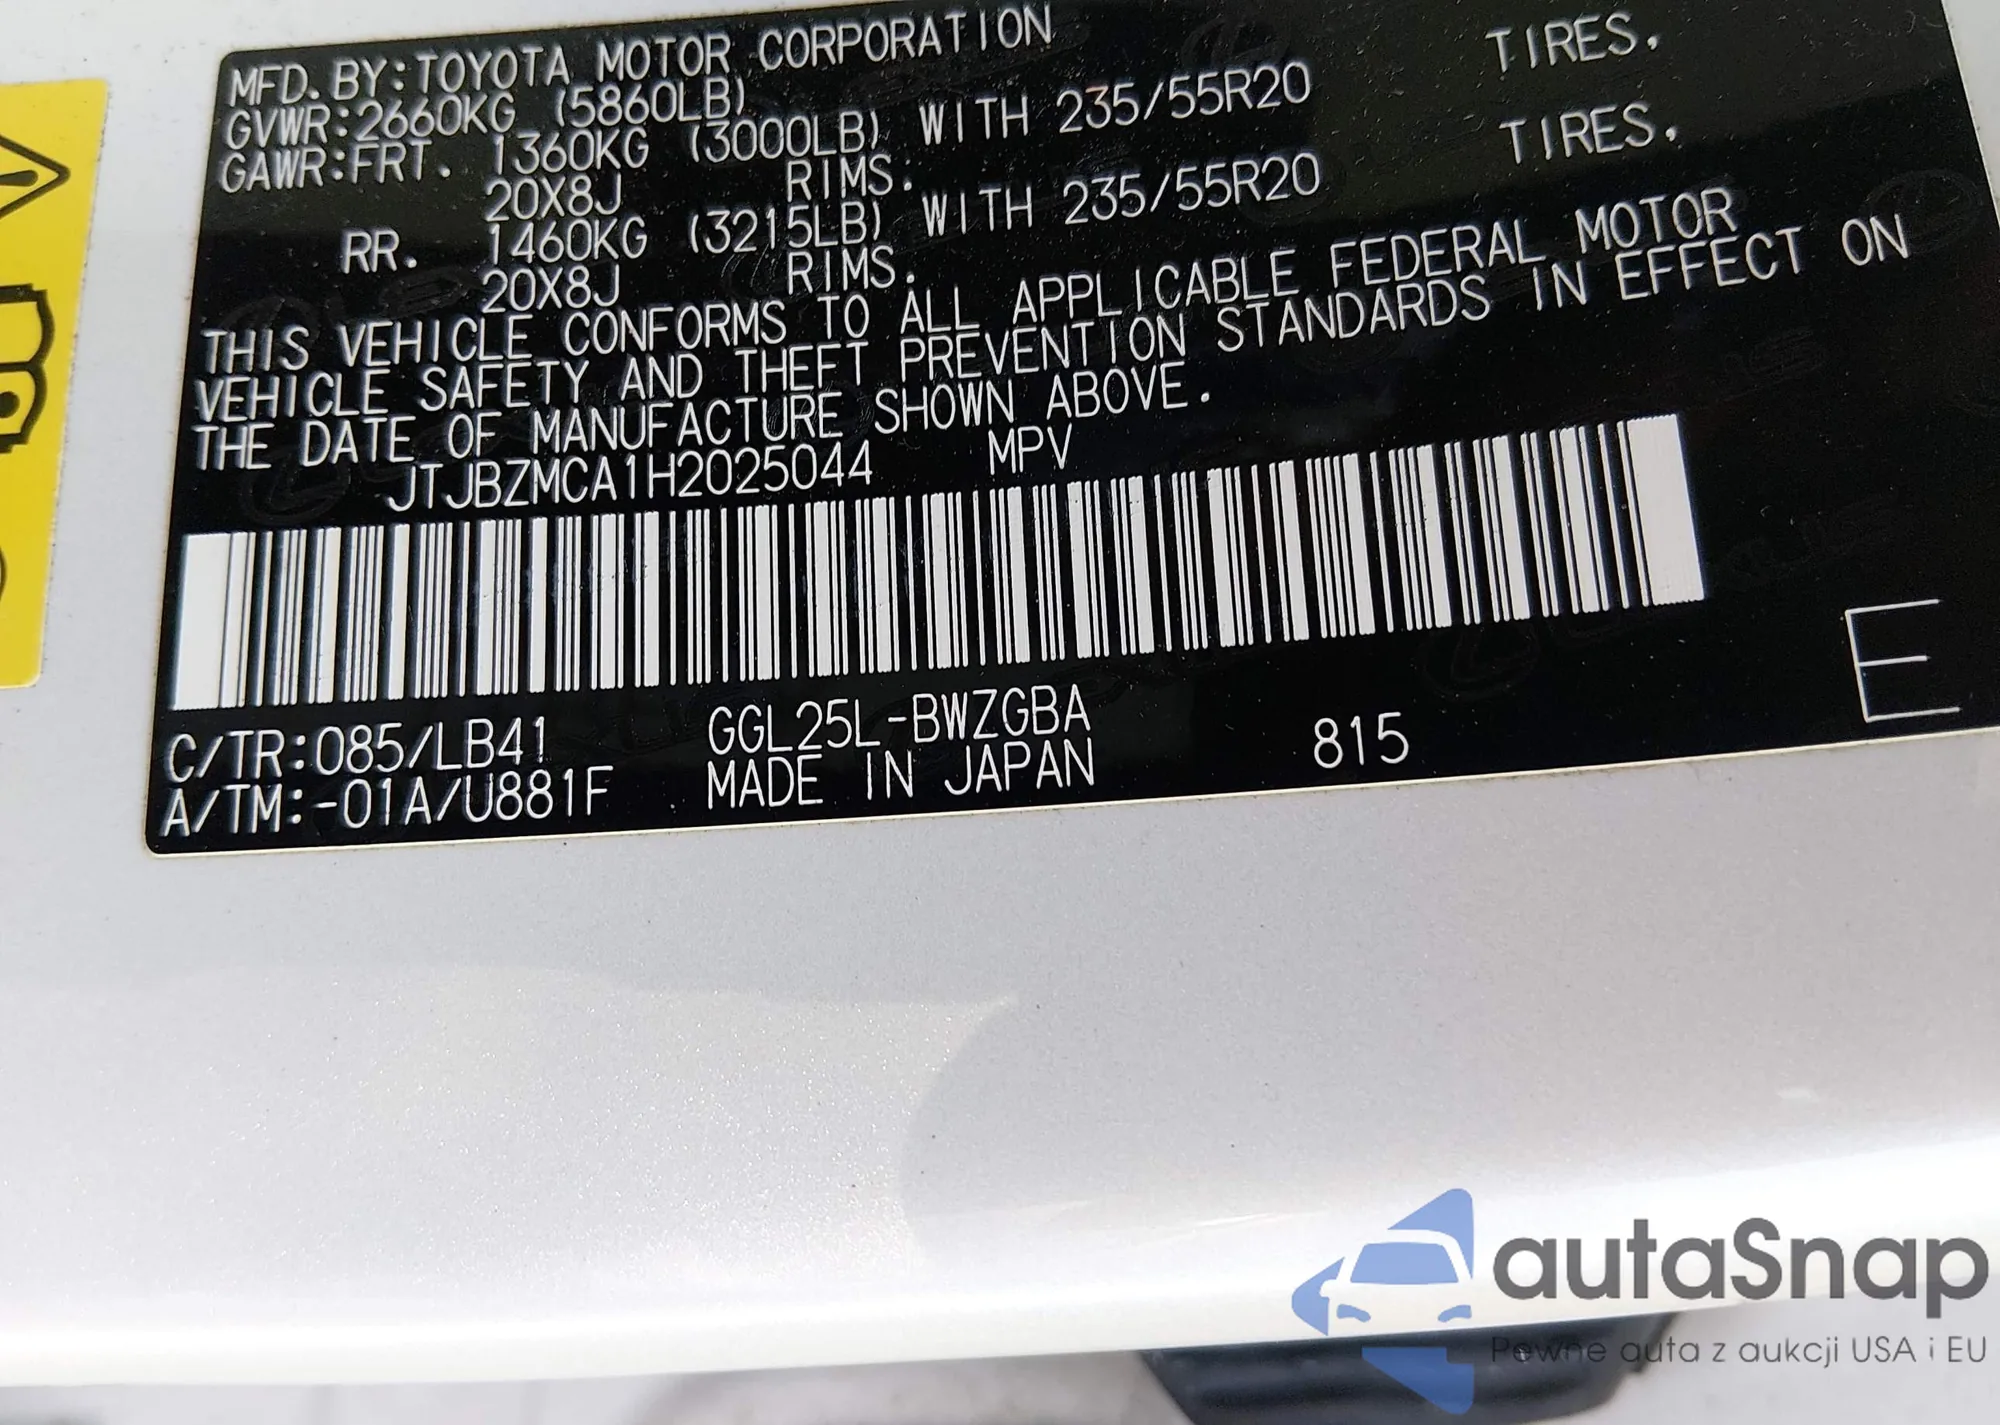 MFD. BY: TOYOTA MOTOR CORPORATION
GVWR: 2660KG (5860LB)
GAWR: FRT. 1360KG (3000LB) WITH 235/55R20 TIRES,
20X8J RIMS.
RR. 1460KG (3215LB) WITH 235/55R20 TIRES,
20X8J RIMS.
THIS VEHICLE CONFORMS TO ALL APPLICABLE FEDERAL MOTOR
VEHICLE SAFETY AND THEFT PREVENTION STANDARDS IN EFFECT ON
THE DATE OF MANUFACTURE SHOWN ABOVE.
JTJBZMCA1H2025044 MPV
C/TR:085/LB41 GGL25L-BWZGBA 815 E
A/TM:-01A/U881F MADE IN JAPAN
autaSnap
Pewne auta z aukcji USA i EU